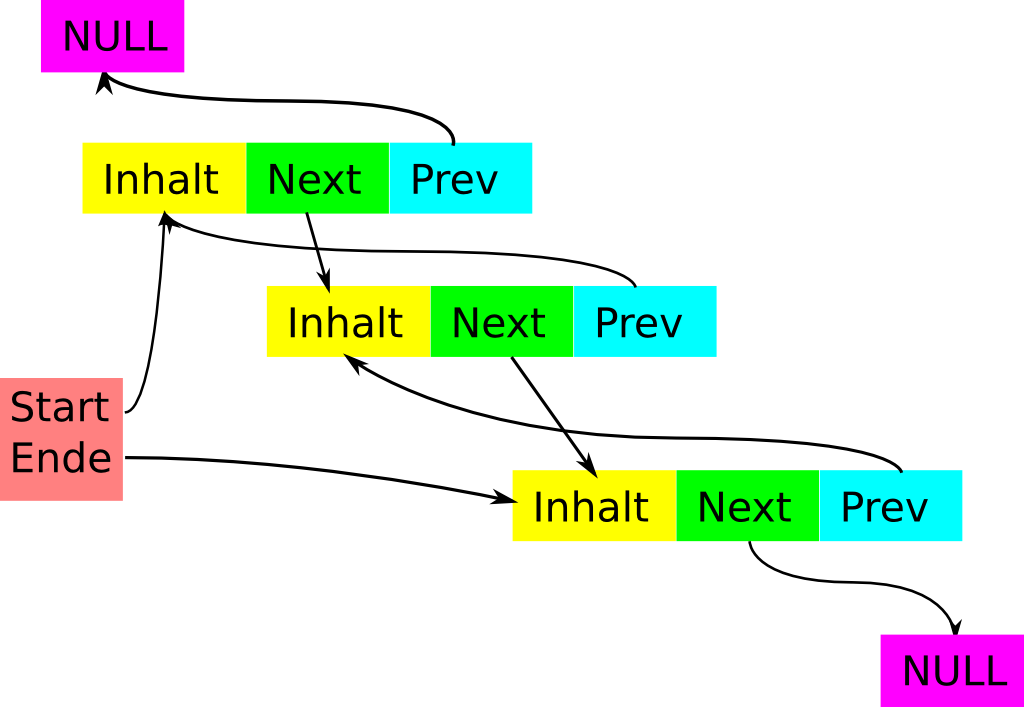 NULL
Inhalt Next Prev
Inhalt Next Prev
Start
Ende
Inhalt Next Prev
NULL